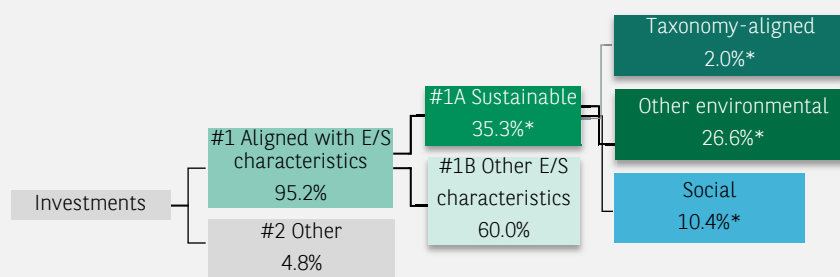 Investments
#1 Aligned with E/S
characteristics
95.2%
#2 Other
4.8%
#1A Sustainable
35.3%*
#1B Other E/S
characteristics
60.0%
Taxonomy-aligned
2.0%*
Other environmental
26.6%*
Social
10.4%*